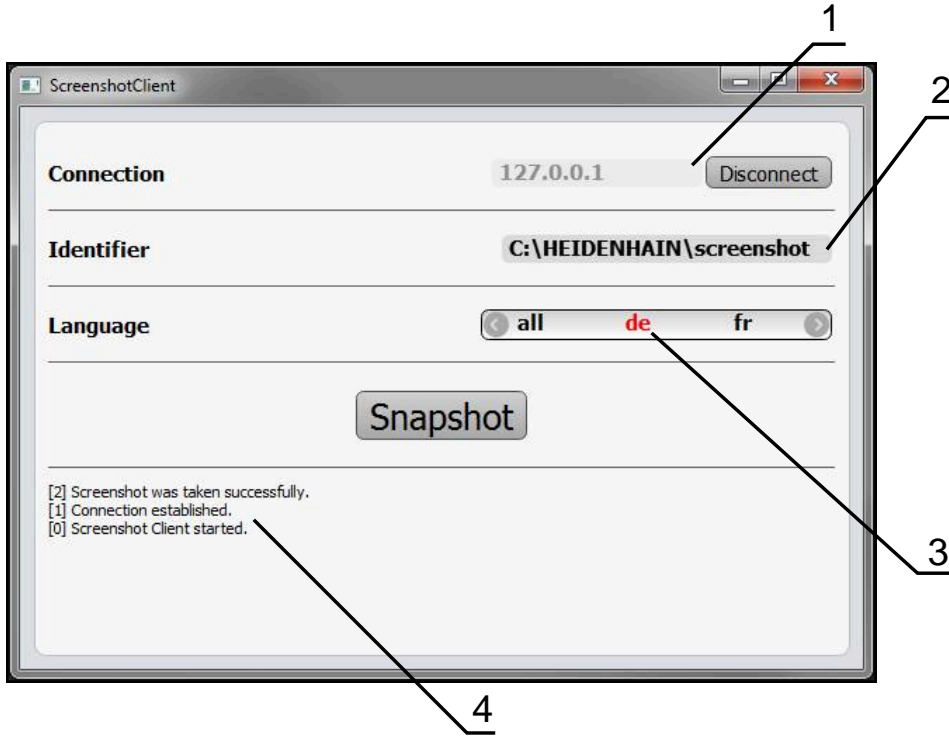 1
ScreenshotClient
2
Connection 127.0.0.1 Disconnect
Identifier C:\HEIDENHAIN\screenshot
Language all de fr
Snapshot
[2] Screenshot was taken successfully.
[1] Connection established.
[0] Screenshot Client started.
3
4